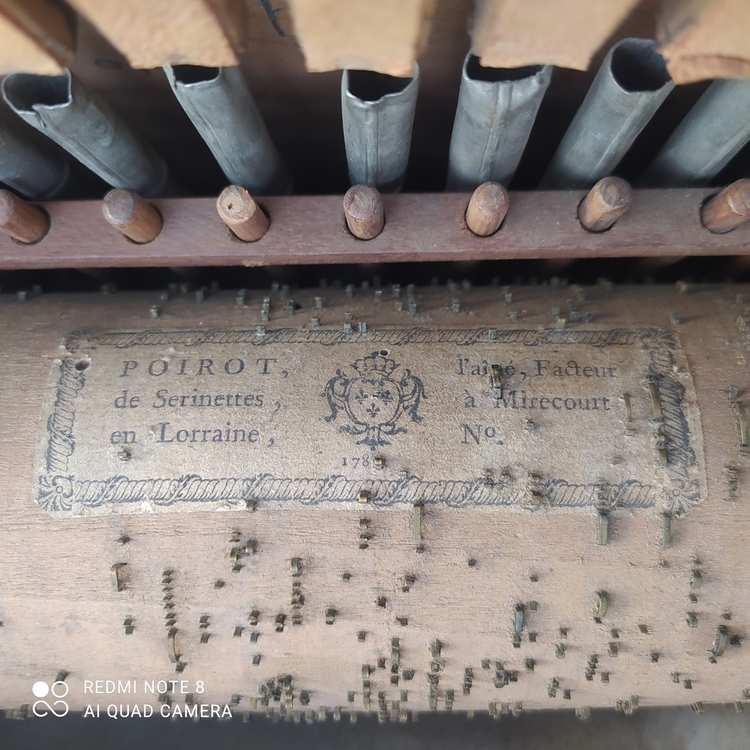 POIROT, l'aîné, Facteur
de Serinettes, à Mirecourt
en Lorraine, Nº.
REDMI NOTE 8
AI QUAD CAMERA